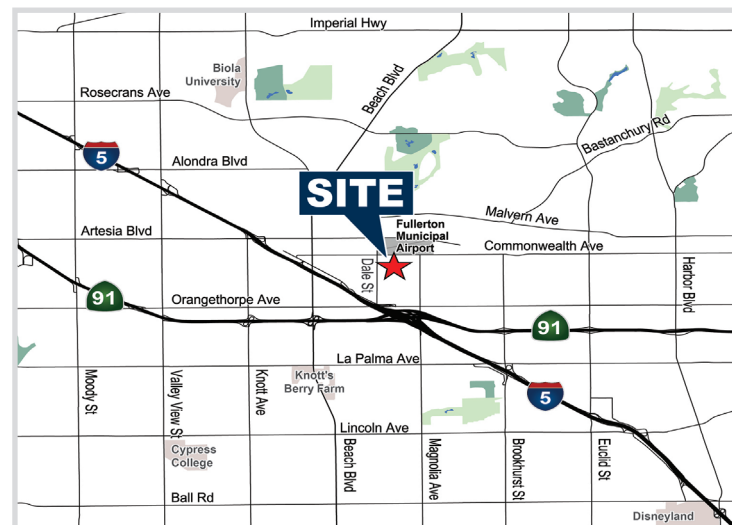 Imperial Hwy
Biola
University
Beach Blvd
Rosecrans Ave
Bastanchury Rd
5
Alondra Blvd
SITE
Malvern Ave
Fullerton
Municipal
Airport
Artesia Blvd
Commonwealth Ave
Dale St
Harbor Blvd
91
Orangethorpe Ave
91
La Palma Ave
Moody St
Valley View St
Knott Ave
Knott's
Berry Farm
5
Lincoln Ave
Beach Blvd
Magnolia Ave
Brookhurst St
Euclid St
Cypress
College
Ball Rd
Disneyland